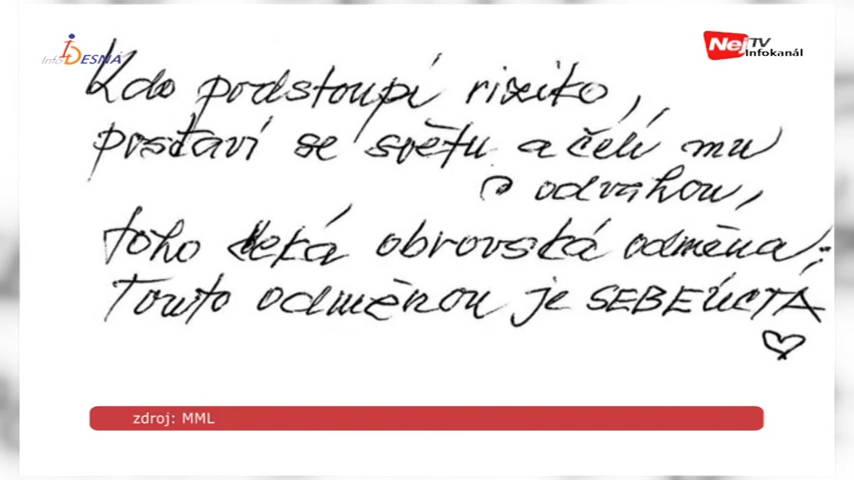 InfoDESNÁ
NejTV
Infokanál
Kdo podstoupí riziko,
prstaví se světu a čelí mu
s odvahou,
toho čeká obrovská odměna:
Touto odměnou je SEBEÚCTA
zdroj: MML